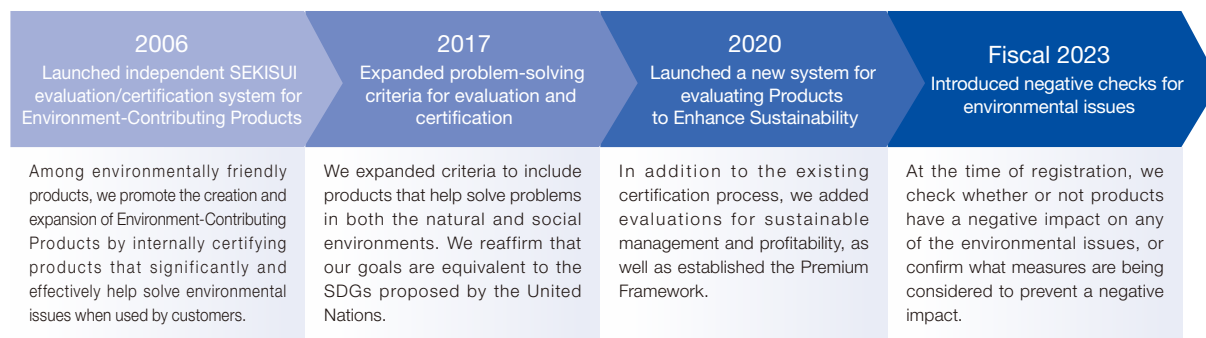 2006
Launched independent SEKISUI
evaluation/certification system for
Environment-Contributing Products
Among environmentally friendly
products, we promote the creation and
expansion of Environment-Contributing
Products by internally certifying
products that significantly and
effectively help solve environmental
issues when used by customers.
2017
Expanded problem-solving
criteria for evaluation and
certification
We expanded criteria to include
products that help solve problems
in both the natural and social
environments. We reaffirm that
our goals are equivalent to the
SDGs proposed by the United
Nations.
2020
Launched a new system for
evaluating Products
to Enhance Sustainability
In addition to the existing
certification process, we added
evaluations for sustainable
management and profitability, as
well as established the Premium
Framework.
Fiscal 2023
Introduced negative checks for
environmental issues
At the time of registration, we
check whether or not products
have a negative impact on any
of the environmental issues, or
confirm what measures are being
considered to prevent a negative
impact.